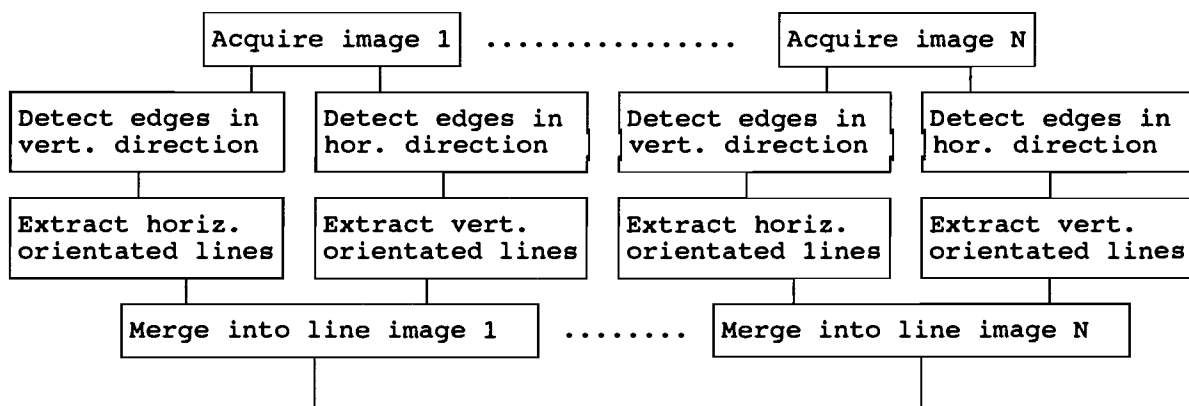 Acquire image 1 ................ Acquire image N
Detect edges in
vert. direction
Detect edges in
hor. direction
Detect edges in
vert. direction
Detect edges in
hor. direction
Extract horiz.
orientated lines
Extract vert.
orientated lines
Extract horiz.
orientated lines
Extract vert.
orientated lines
Merge into line image 1 ........ Merge into line image N